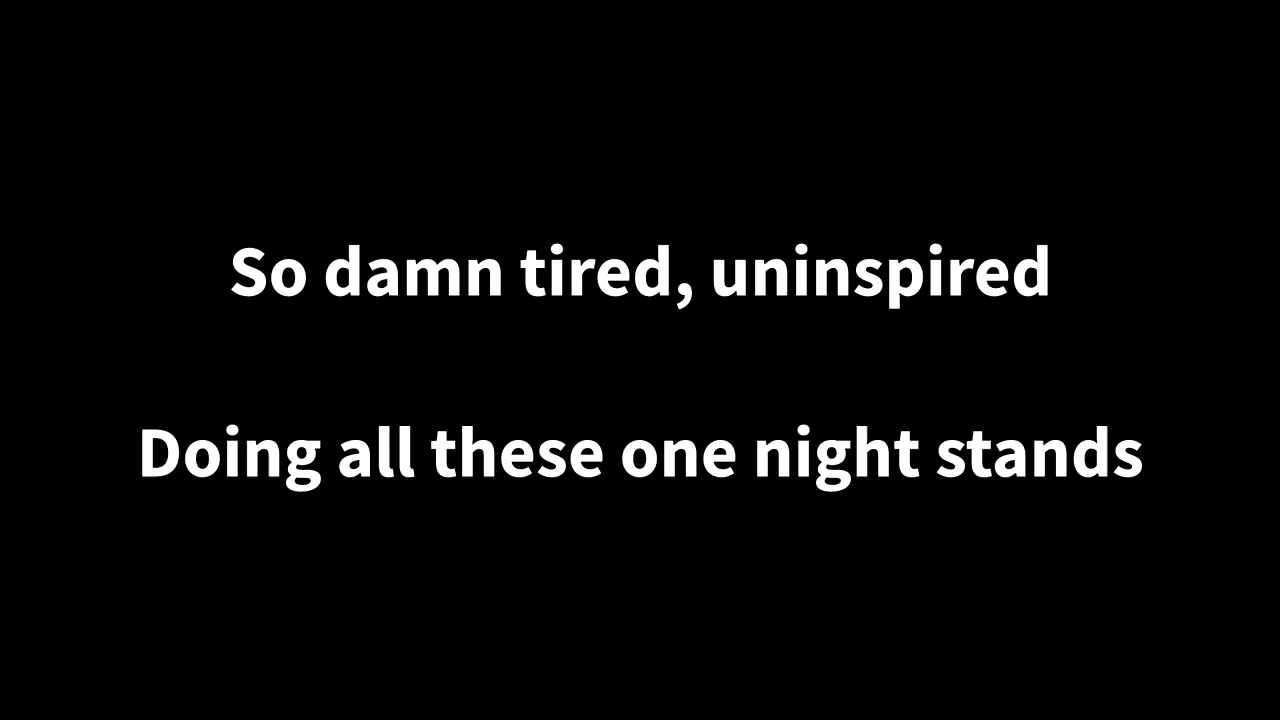 So damn tired, uninspired
Doing all these one night stands